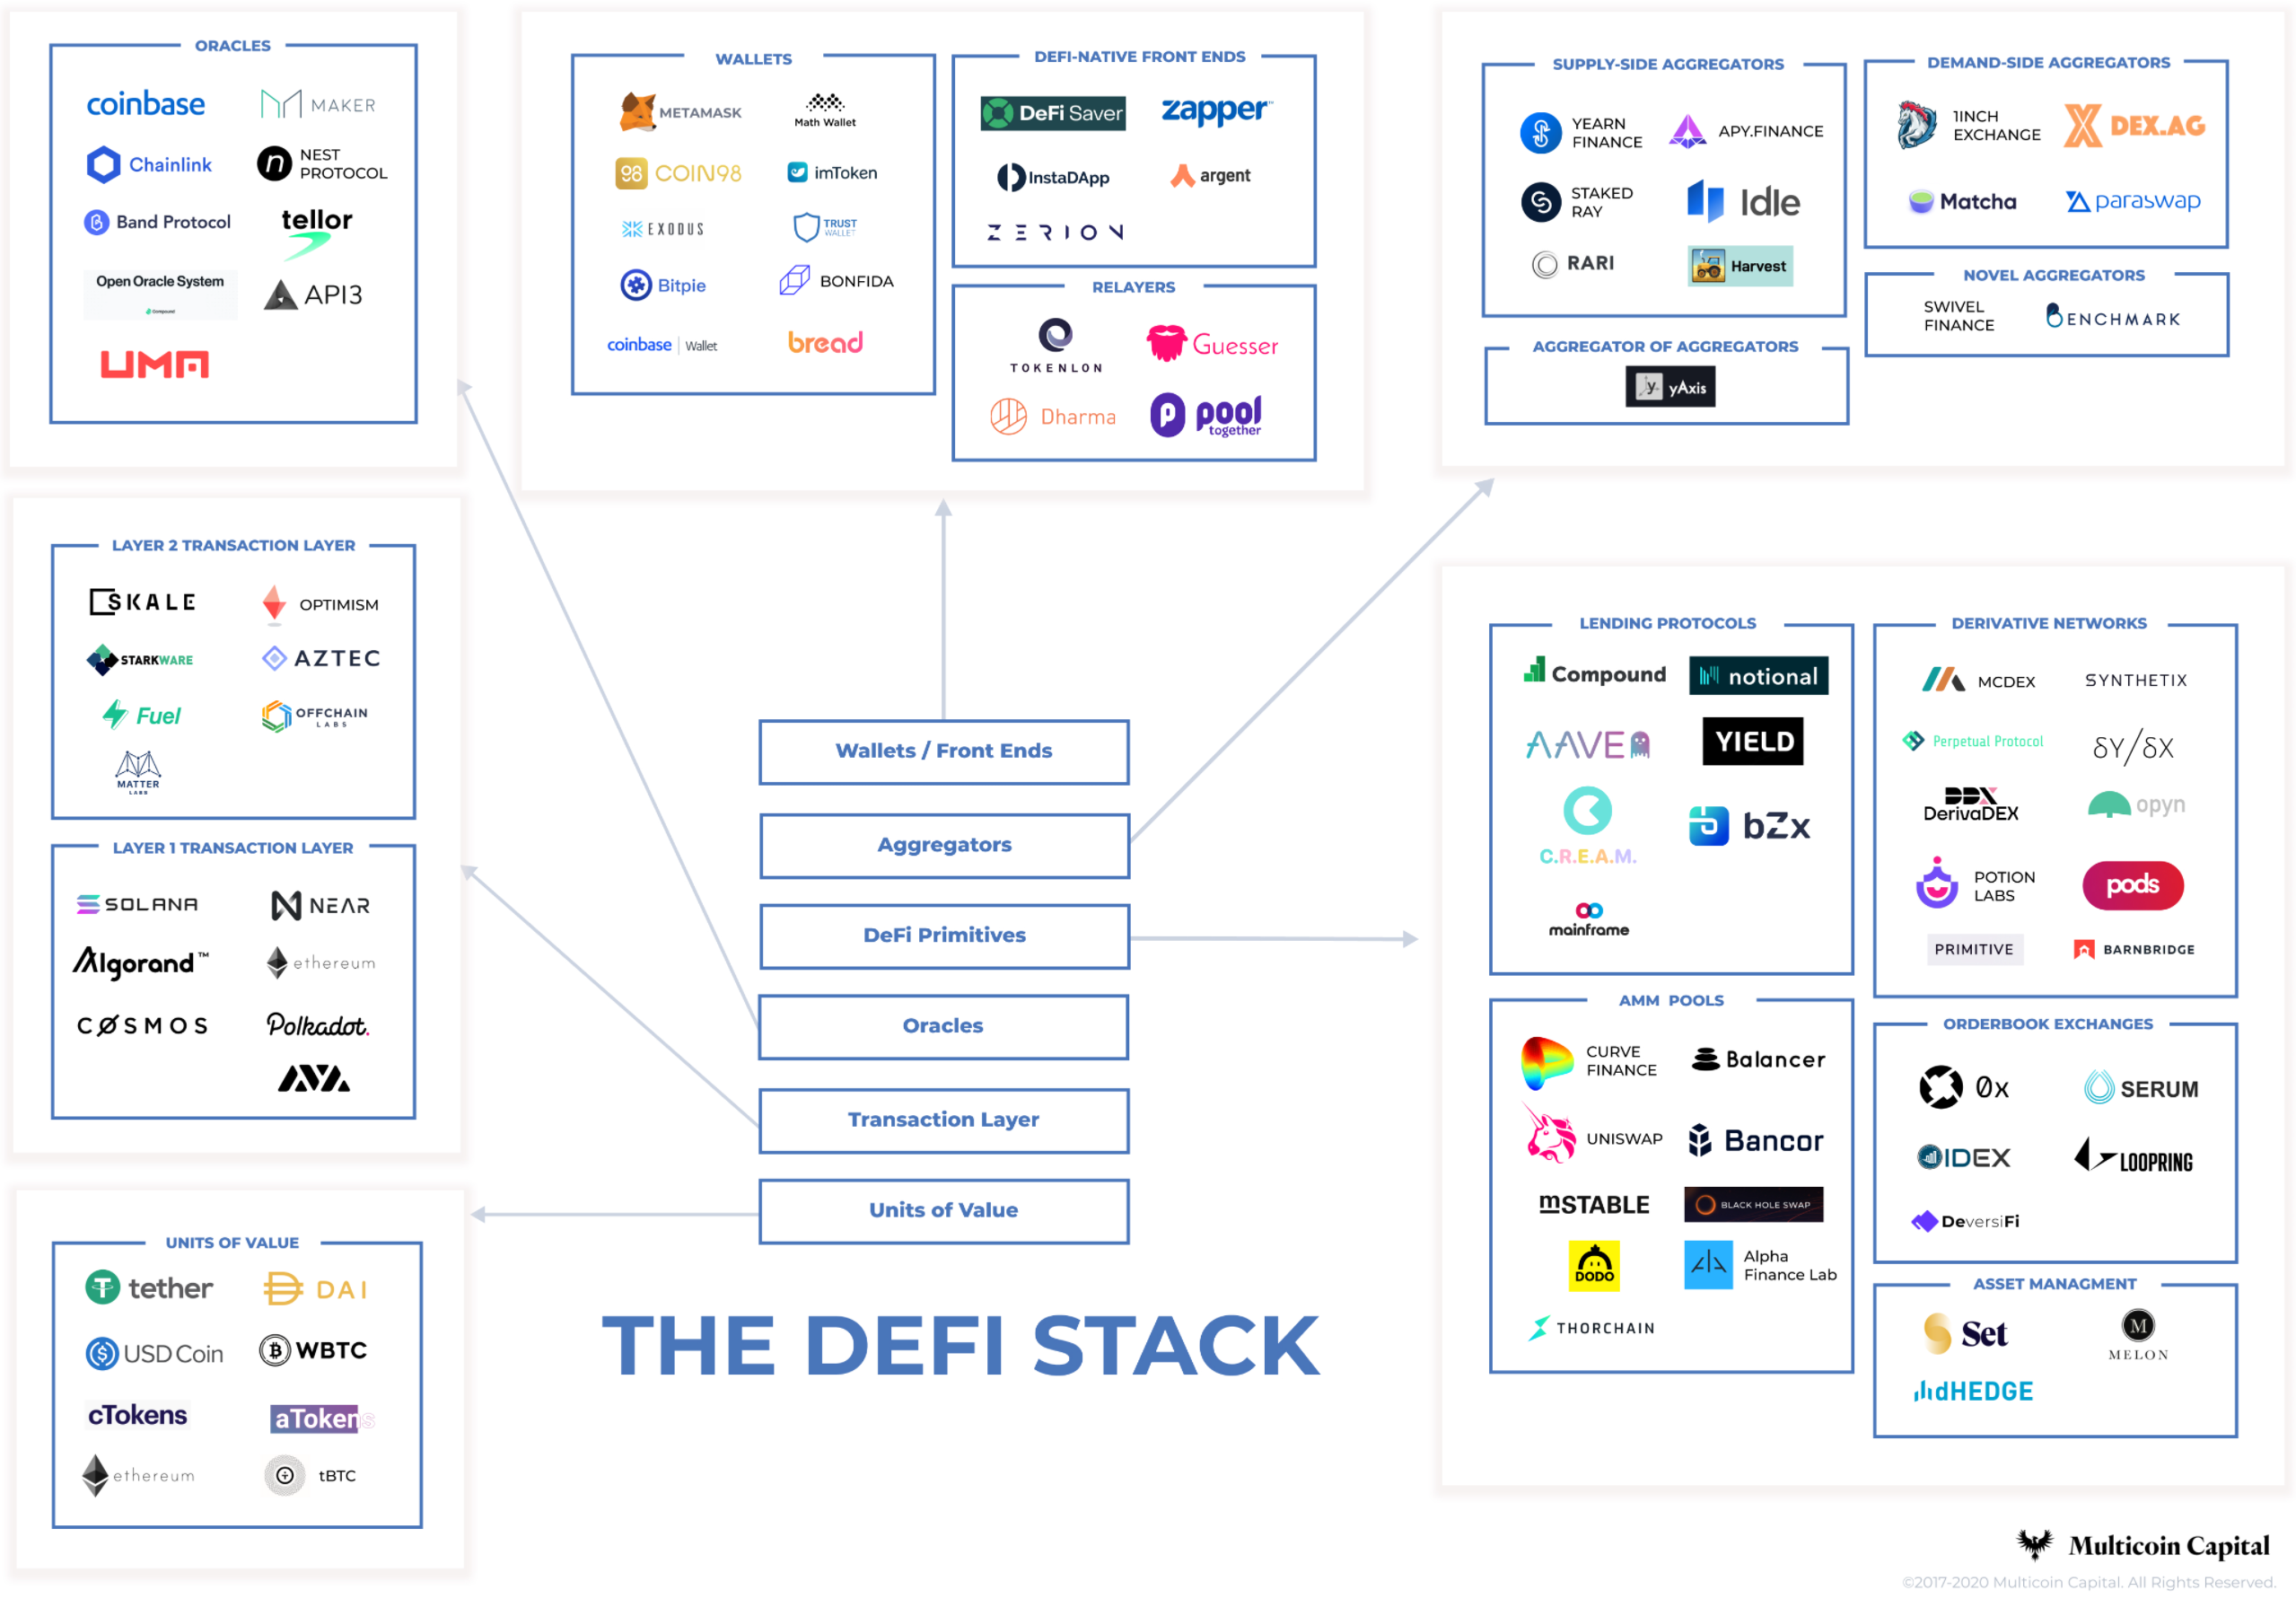 ORACLES
coinbase
MAKER
Chainlink
NEST
PROTOCOL
Band Protocol
tellor
Open Oracle System
Compound
API3
UMA
WALLETS
METAMASK
Math Wallet
98 COIN98
imToken
EXODUS
TRUST
WALLET
Bitpie
BONFIDA
coinbase | Wallet
bread
DEFI-NATIVE FRONT ENDS
DeFi Saver
zapper™
InstaDApp
argent
ZERION
RELAYERS
TOKENLON
Guesser
Dharma
P pool
together
SUPPLY-SIDE AGGREGATORS
YEARN
FINANCE
APY.FINANCE
STAKED
RAY
Idle
RARI
Harvest
AGGREGATOR OF AGGREGATORS
y yAxis
DEMAND-SIDE AGGREGATORS
1INCH
EXCHANGE
DEX.AG
Matcha
paraswap
NOVEL AGGREGATORS
SWIVEL
FINANCE
BENCHMARK
LAYER 2 TRANSACTION LAYER
SKALE
OPTIMISM
STARKWARE
AZTEC
Fuel
OFFCHAIN
LABS
MATTER
LABS
LAYER 1 TRANSACTION LAYER
SOLANA
NEAR
Algorand™
ethereum
CØSMOS
Polkadot.
AVA
UNITS OF VALUE
tether
DAI
USD Coin
WBTC
cTokens
aTokens
ethereum
tBTC
Wallets / Front Ends
Aggregators
DeFi Primitives
Oracles
Transaction Layer
Units of Value
THE DEFI STACK
LENDING PROTOCOLS
Compound
notional
AAVE
YIELD
C.R.E.A.M.
bZx
mainframe
AMM POOLS
CURVE
FINANCE
Balancer
UNISWAP
Bancor
mSTABLE
BLACK HOLE SWAP
DODO
Alpha
Finance Lab
THORCHAIN
DERIVATIVE NETWORKS
MCDEX
SYNTHETIX
Perpetual Protocol
δY/δX
DDX
DerivaDEX
opyn
POTION
LABS
pods
PRIMITIVE
BARNBRIDGE
ORDERBOOK EXCHANGES
0x
SERUM
IDEX
LOOPRING
DeversiFi
ASSET MANAGMENT
Set
M
MELON
dHEDGE
Multicoin Capital
©2017-2020 Multicoin Capital. All Rights Reserved.